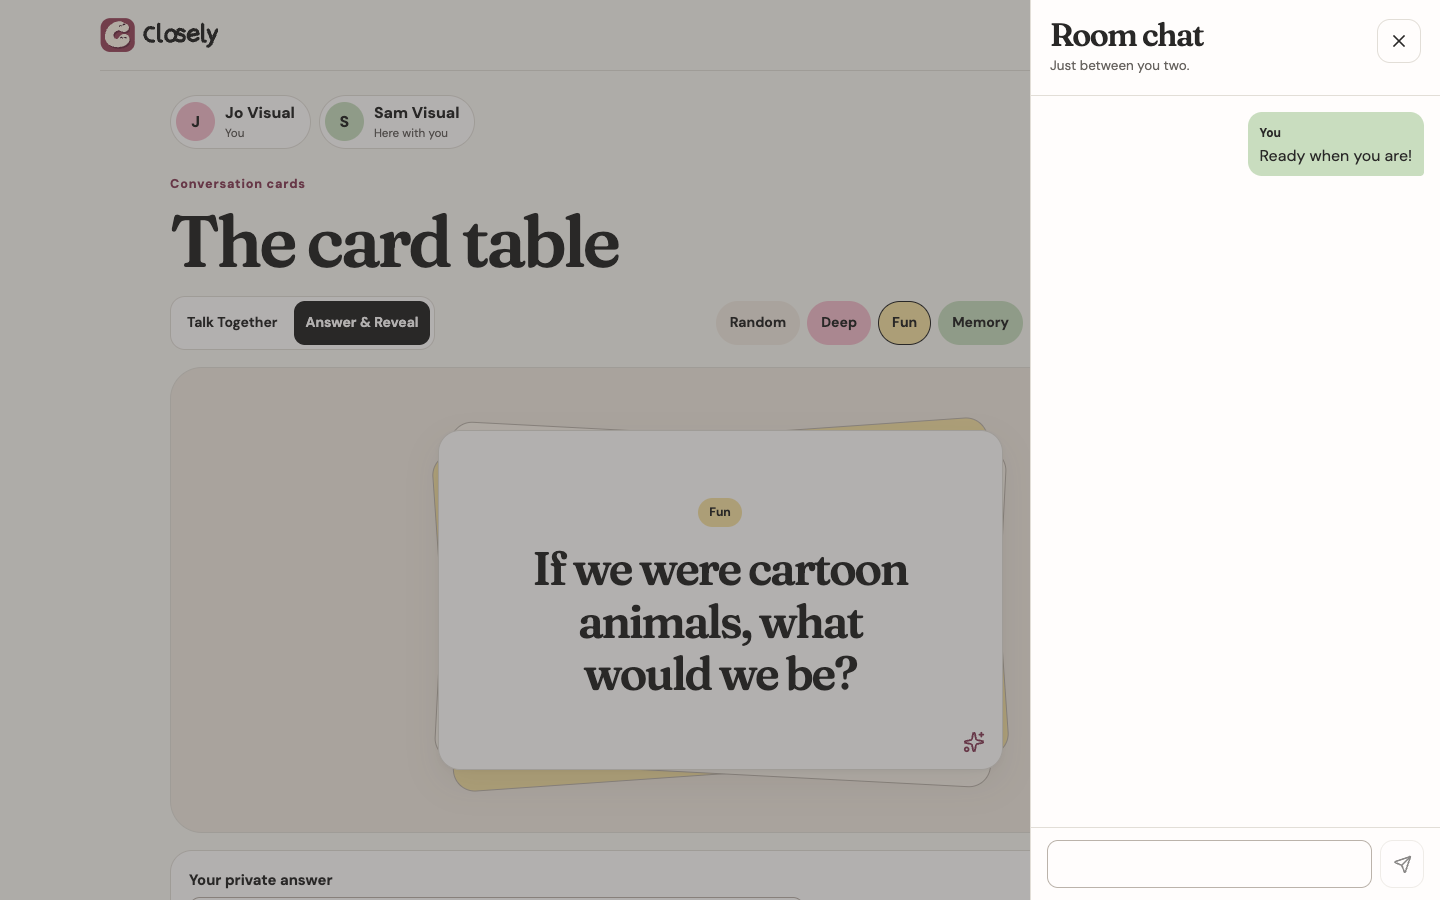 Closely
J
Jo Visual
You
S
Sam Visual
Here with you
Conversation cards
The card table
Talk Together
Answer & Reveal
Random
Deep
Fun
Memory
Fun
If we were cartoon
animals, what
would we be?
Your private answer
Room chat
Just between you two.
You
Ready when you are!